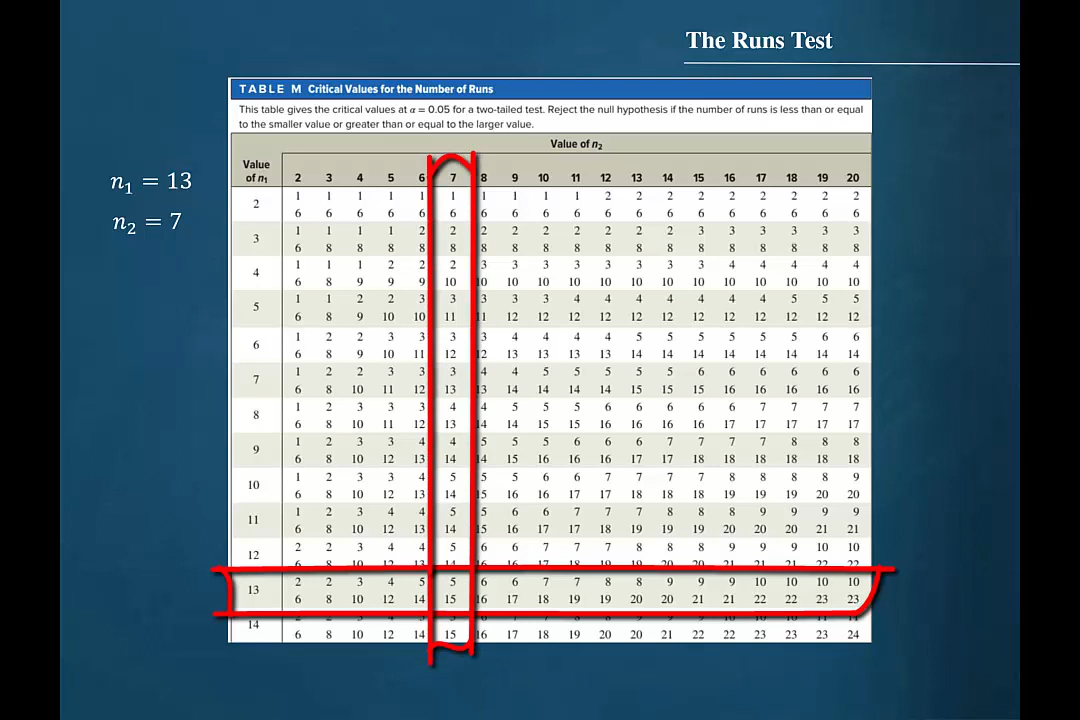 The Runs Test
TABLE M Critical Values for the Number of Runs
This table gives the critical values at α = 0.05 for a two-tailed test. Reject the null hypothesis if the number of runs is less than or equal
to the smaller value or greater than or equal to the larger value.
n₁ = 13
n₂ = 7
Value of n₂
Value
of n₁ 2 3 4 5 6 7 8 9 10 11 12 13 14 15 16 17 18 19 20
2 1 1 1 1 1 1 1 1 1 1 2 2 2 2 2 2 2 2 2
6 6 6 6 6 6 6 6 6 6 6 6 6 6 6 6 6 6 6
3 1 1 1 1 2 2 2 2 2 2 2 2 2 3 3 3 3 3 3
6 8 8 8 8 8 8 8 8 8 8 8 8 8 8 8 8 8 8
4 1 1 1 2 2 2 3 3 3 3 3 3 3 3 4 4 4 4 4
6 8 9 9 9 10 10 10 10 10 10 10 10 10 10 10 10 10 10
5 1 1 2 2 3 3 3 3 3 4 4 4 4 4 4 4 5 5 5
6 8 9 10 10 11 11 12 12 12 12 12 12 12 12 12 12 12 12
6 1 2 2 3 3 3 3 4 4 4 4 5 5 5 5 5 5 6 6
6 8 9 10 11 12 12 13 13 13 13 14 14 14 14 14 14 14 14
7 1 2 2 3 3 3 4 4 5 5 5 5 5 6 6 6 6 6 6
6 8 10 11 12 13 13 14 14 14 14 15 15 15 16 16 16 16 16
8 1 2 3 3 3 4 4 5 5 5 6 6 6 6 6 7 7 7 7
6 8 10 11 12 13 14 14 15 15 16 16 16 16 17 17 17 17 17
9 1 2 3 3 4 4 5 5 5 6 6 6 7 7 7 7 8 8 8
6 8 10 12 13 14 14 15 16 16 16 17 17 18 18 18 18 18 18
10 1 2 3 3 4 5 5 5 6 6 7 7 7 7 8 8 8 8 9
6 8 10 12 13 14 15 16 16 17 17 18 18 18 19 19 19 20 20
11 1 2 3 4 4 5 5 6 6 7 7 7 8 8 8 9 9 9 9
6 8 10 12 13 14 15 16 17 17 18 19 19 19 20 20 20 21 21
12 2 2 3 4 4 5 6 6 7 7 7 8 8 8 9 9 9 10 10
6 8 10 12 13 14 16 16 17 18 19 19 20 20 21 21 21 22 22
13 2 2 3 4 5 5 6 6 7 7 8 8 9 9 9 10 10 10 10
6 8 10 12 14 15 16 17 18 19 19 20 20 21 21 22 22 23 23
14
6 8 10 12 14 15 16 17 18 19 20 20 21 22 22 23 23 23 24